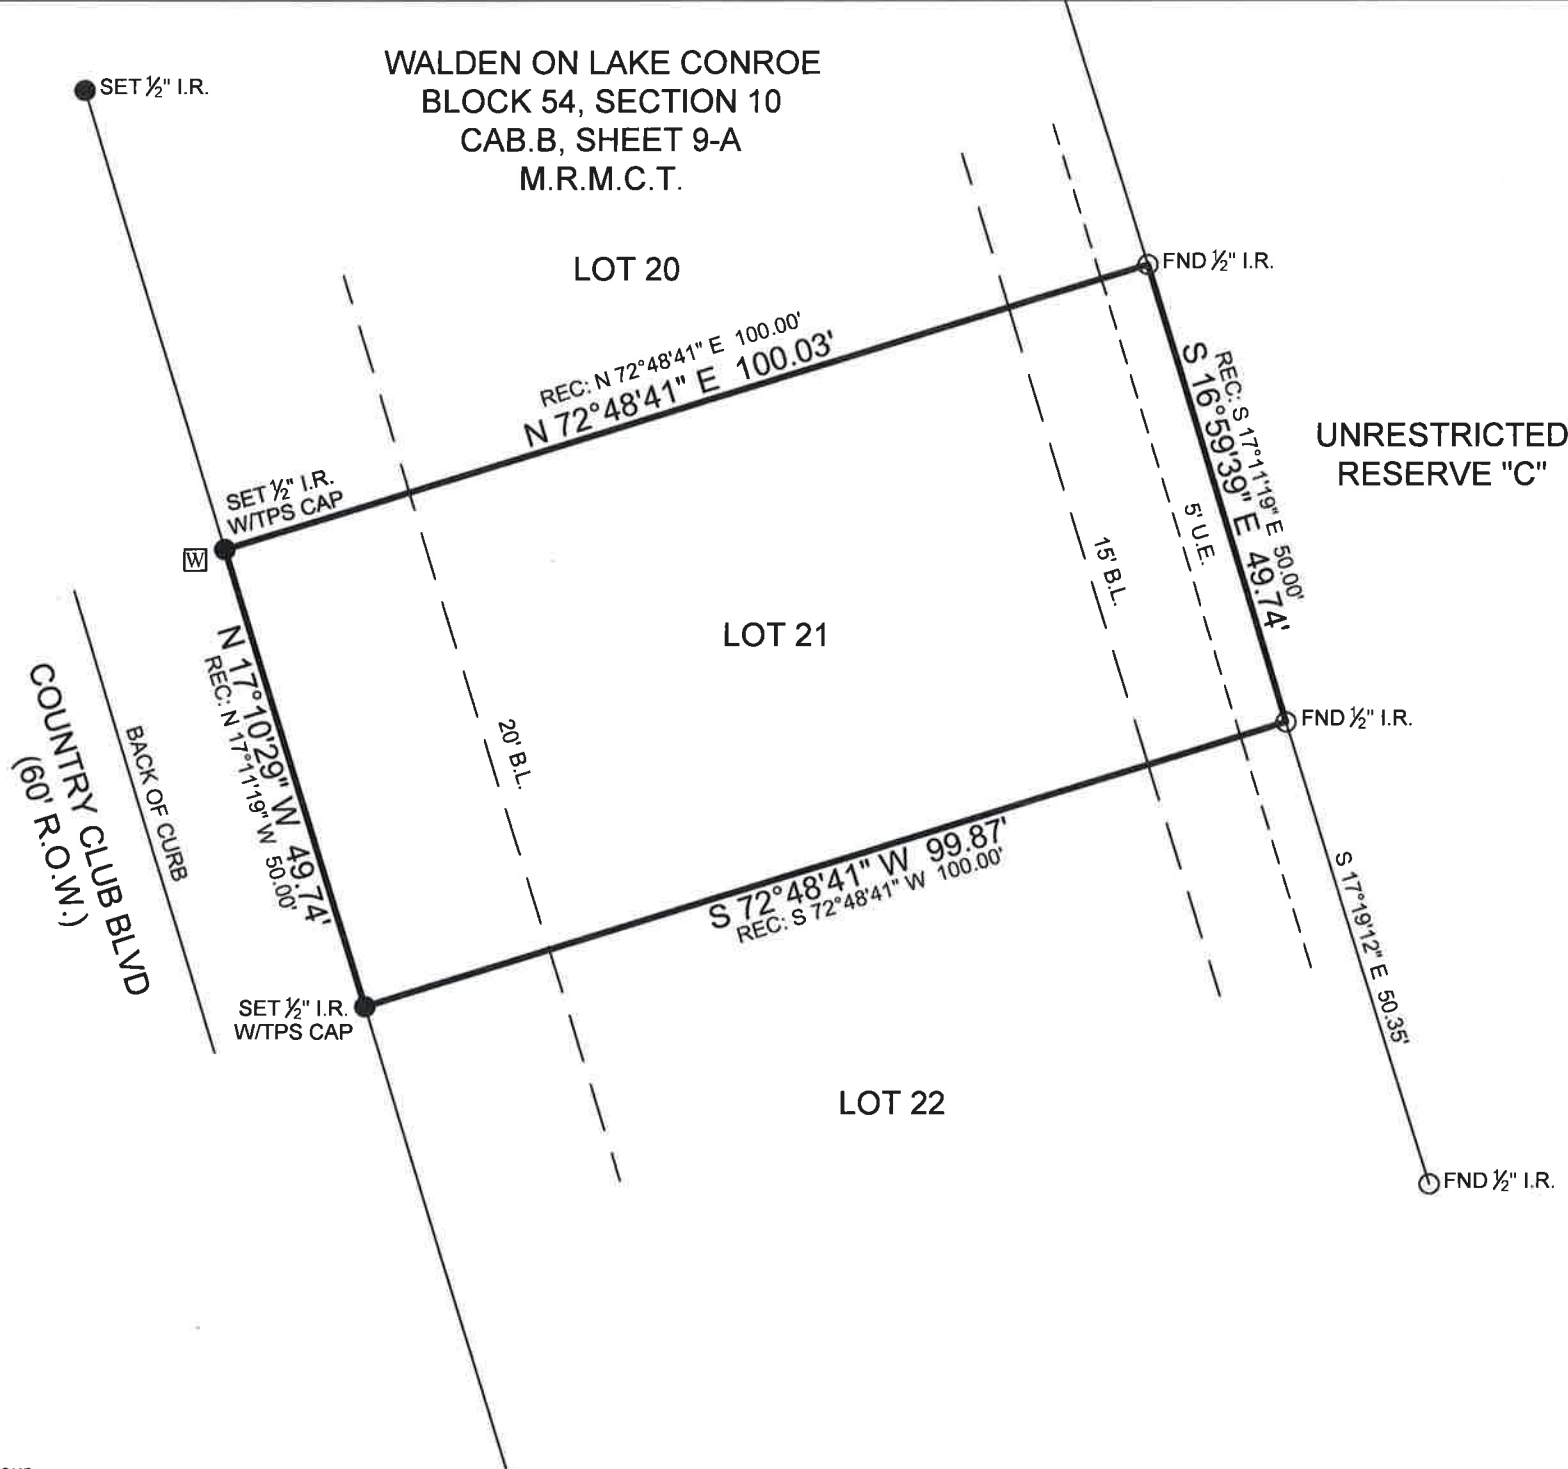 WALDEN ON LAKE CONROE
BLOCK 54, SECTION 10
CAB.B, SHEET 9-A
M.R.M.C.T.
SET ½" I.R.
LOT 20
FND ½" I.R.
REC: N 72°48'41" E 100.00'
N 72°48'41" E 100.03'
REC: S 17°11'19" E 50.00'
S 16°59'39" E 49.74'
UNRESTRICTED
RESERVE "C"
SET ½" I.R.
W/TPS CAP
W
5' U.E.
15' B.L.
LOT 21
N 17°10'29" W 49.74'
REC: N 17°11'19" W 50.00'
COUNTRY CLUB BLVD
(60' R.O.W.)
BACK OF CURB
20' B.L.
FND ½" I.R.
S 72°48'41" W 99.87'
REC: S 72°48'41" W 100.00'
S 17°19'12" E 50.35'
SET ½" I.R.
W/TPS CAP
LOT 22
FND ½" I.R.